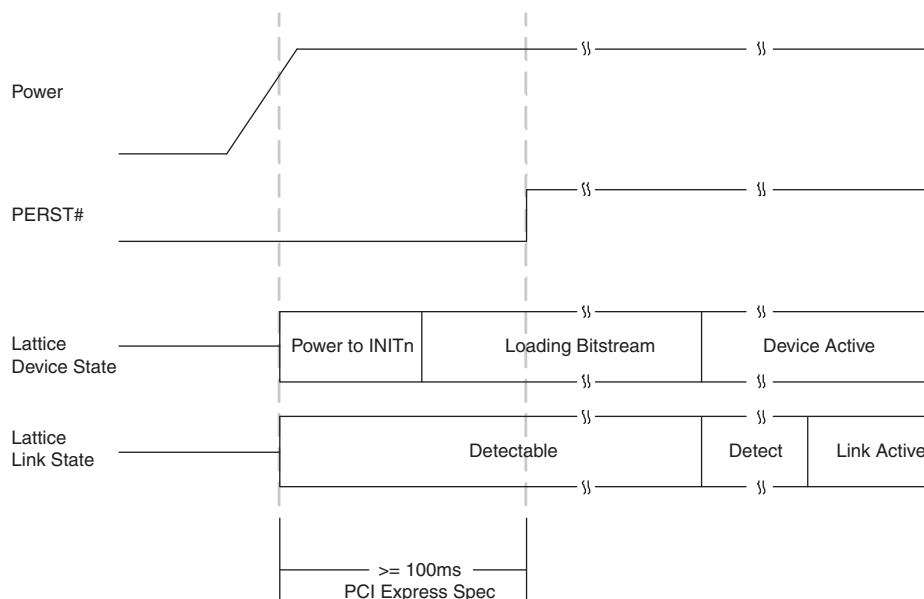 Power
PERST#
Lattice
Device State
Power to INITn
Loading Bitstream
Device Active
Lattice
Link State
Detectable
Detect
Link Active
>= 100ms
PCI Express Spec